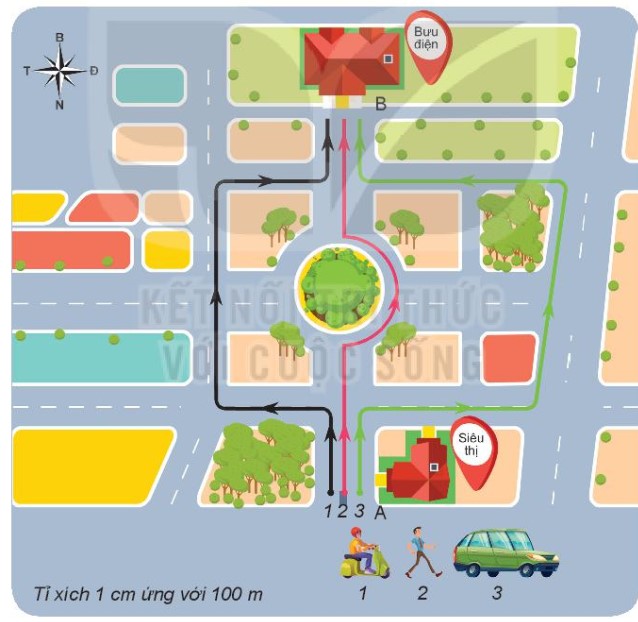 B
T
Đ
N
Bưu
điện
B
KẾT NỐI TRI THỨC
VỚI CUỘC SỐNG
Siêu
thị
1 2 3 A
1 2 3
Tỉ xích 1 cm ứng với 100 m